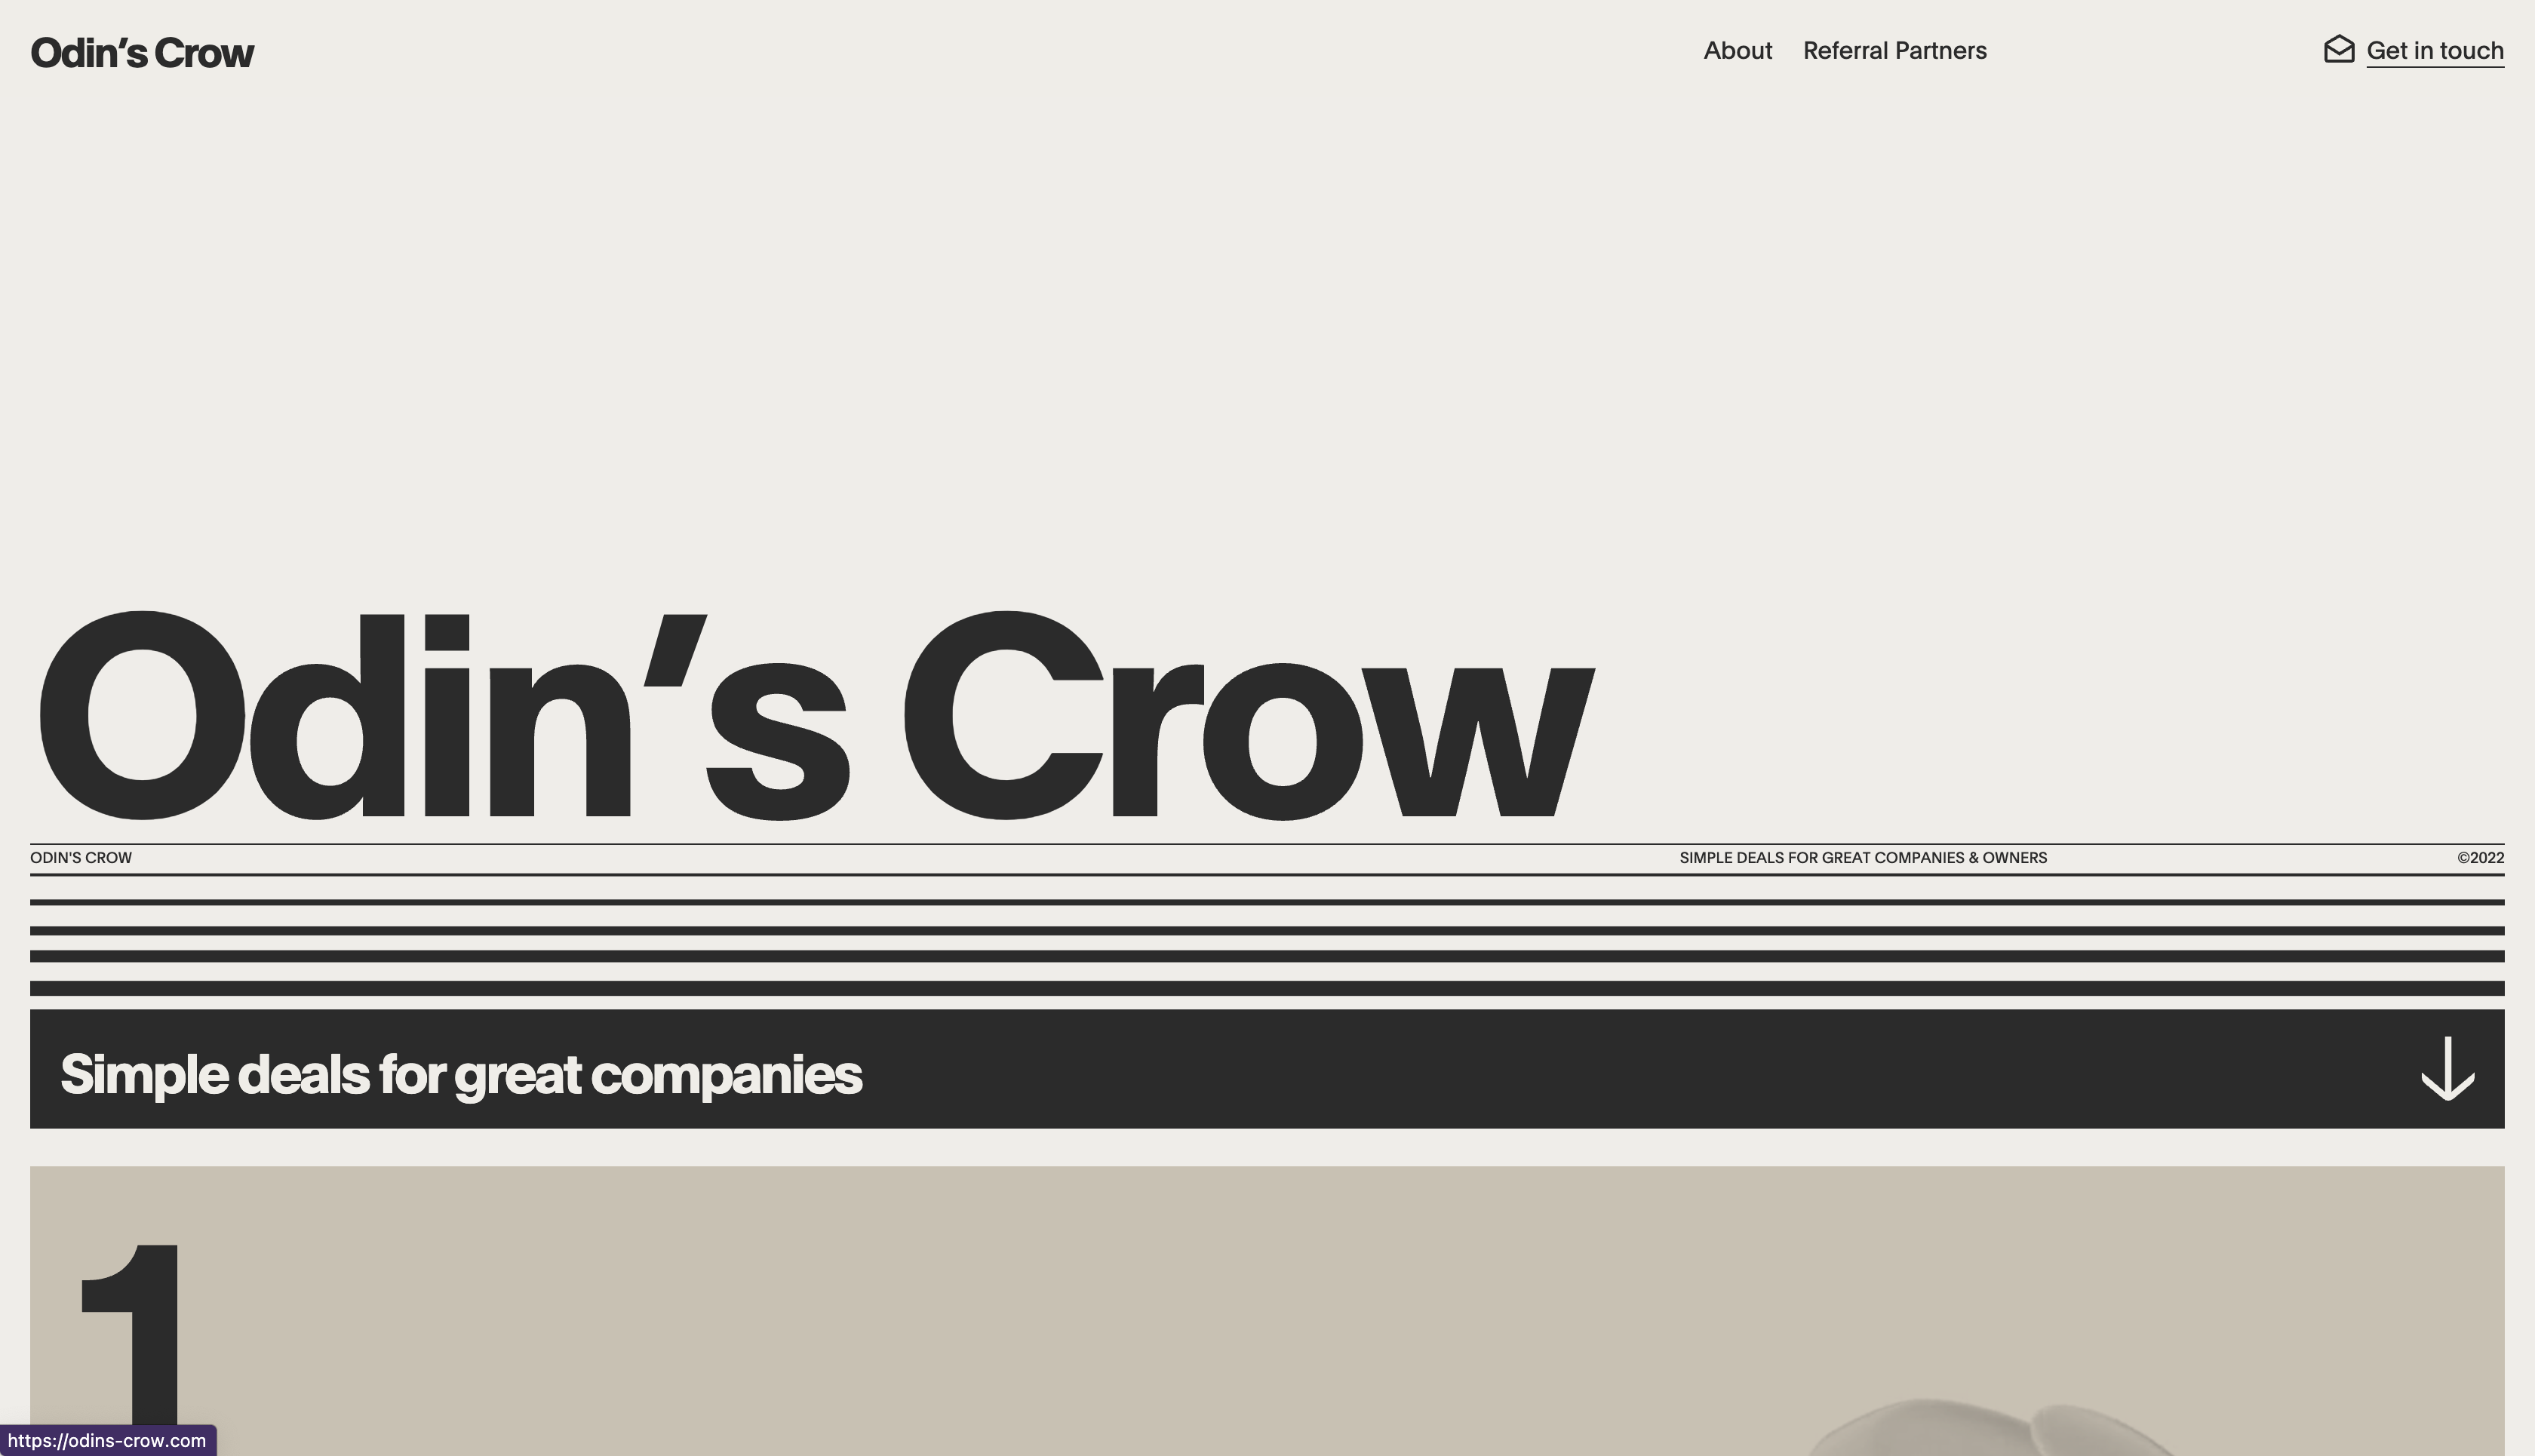 Odin’s Crow
About
Referral Partners
Get in touch
Odin’s Crow
ODIN'S CROW
SIMPLE DEALS FOR GREAT COMPANIES & OWNERS
©2022
Simple deals for great companies
1
https://odins-crow.com